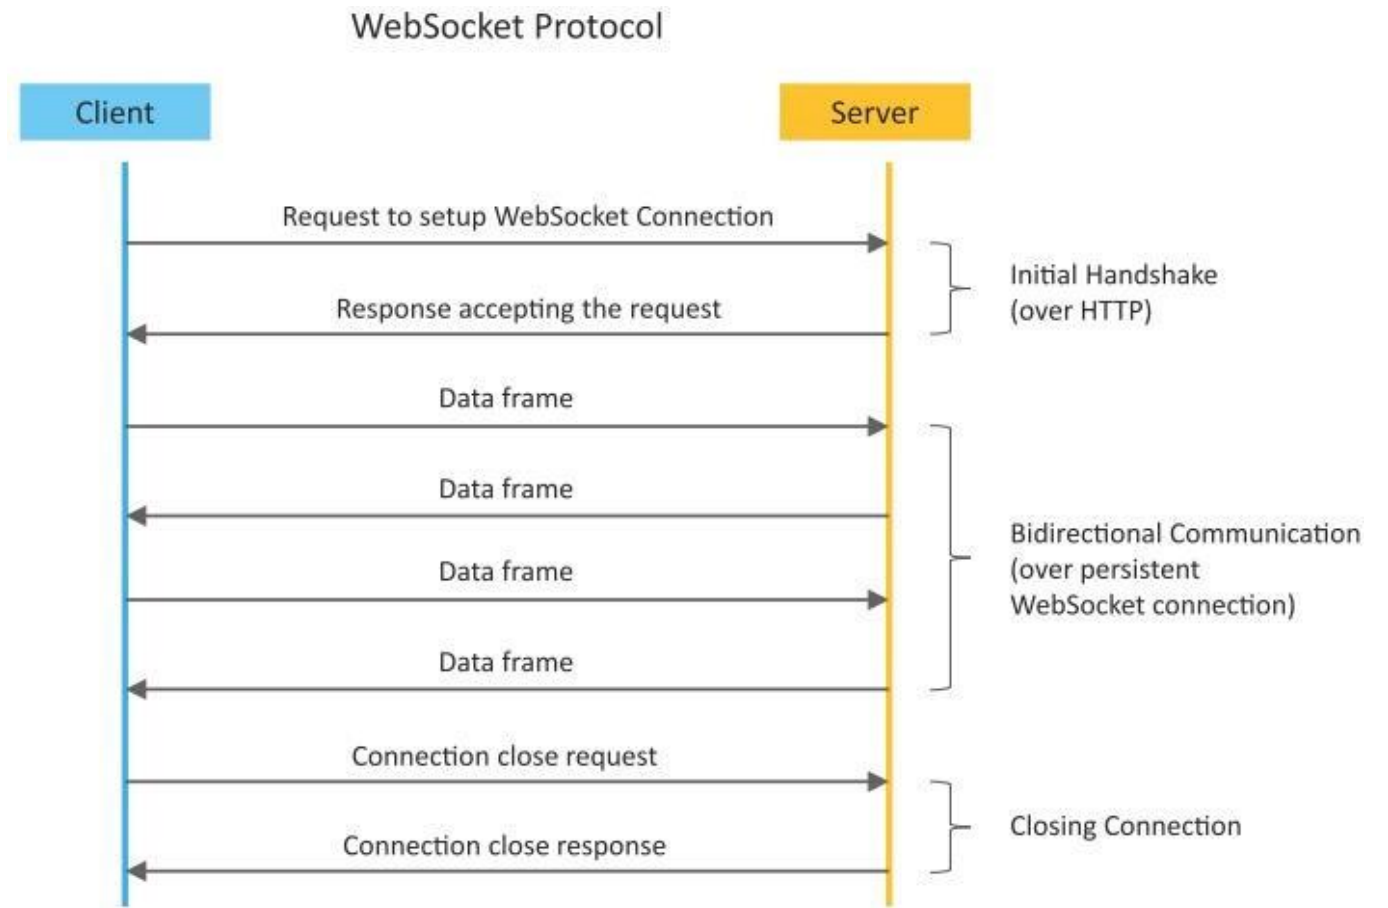 WebSocket Protocol
Client
Server
Request to setup WebSocket Connection
Response accepting the request
Initial Handshake
(over HTTP)
Data frame
Data frame
Data frame
Data frame
Bidirectional Communication
(over persistent
WebSocket connection)
Connection close request
Connection close response
Closing Connection